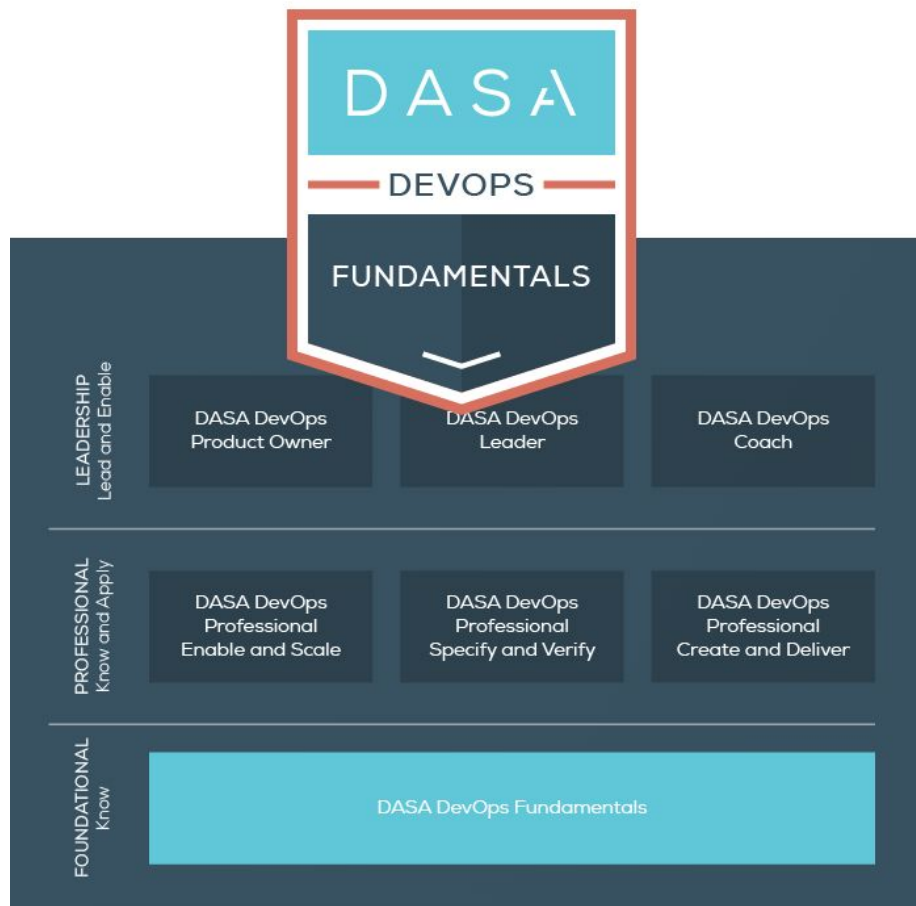 DASA
DEVOPS
FUNDAMENTALS
LEADERSHIP
Lead and Enable
DASA DevOps
Product Owner
DASA DevOps
Leader
DASA DevOps
Coach
PROFESSIONAL
Know and Apply
DASA DevOps
Professional
Enable and Scale
DASA DevOps
Professional
Specify and Verify
DASA DevOps
Professional
Create and Deliver
FOUNDATIONAL
Know
DASA DevOps Fundamentals